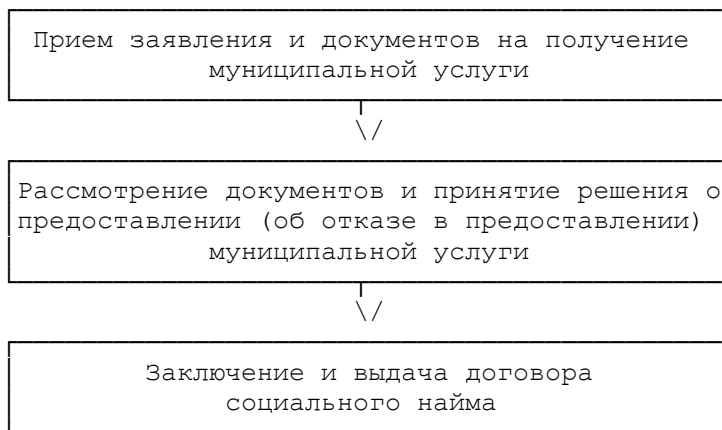 Прием заявления и документов на получение
муниципальной услуги
\/
Рассмотрение документов и принятие решения о
предоставлении (об отказе в предоставлении)
муниципальной услуги
\/
Заключение и выдача договора
социального найма